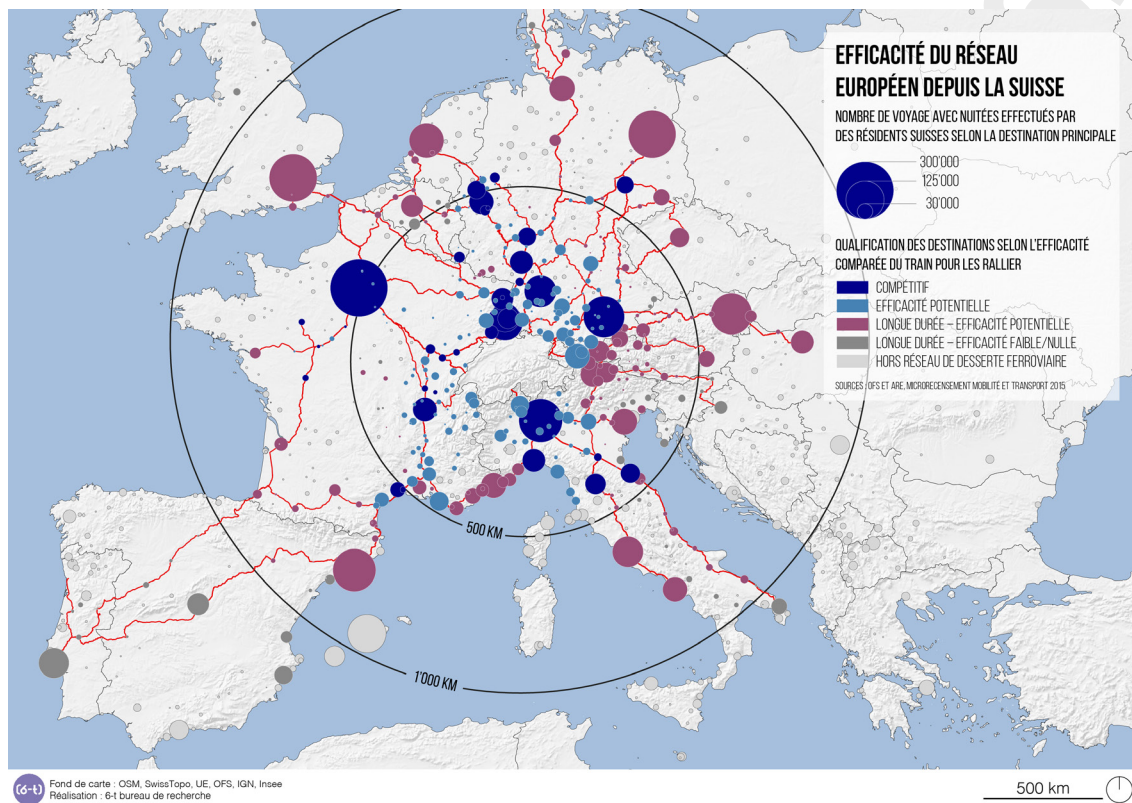 EFFICACITÉ DU RÉSEAU
EUROPÉEN DEPUIS LA SUISSE
NOMBRE DE VOYAGE AVEC NUITÉES EFFECTUÉS PAR
DES RÉSIDENTS SUISSES SELON LA DESTINATION PRINCIPALE
300'000
125'000
30'000
QUALIFICATION DES DESTINATIONS SELON L'EFFICACITÉ
COMPARÉE DU TRAIN POUR LES RALLIER
COMPÉTITIF
EFFICACITÉ POTENTIELLE
LONGUE DURÉE – EFFICACITÉ POTENTIELLE
LONGUE DURÉE – EFFICACITÉ FAIBLE/NULLE
HORS RÉSEAU DE DESSERTE FERROVIAIRE
SOURCES : OFS ET ARE, MICRORECENSEMENT MOBILITÉ ET TRANSPORT 2015
500 KM
1'000 KM
(6-t)
Fond de carte : OSM, SwissTopo, UE, OFS, IGN, Insee
Réalisation : 6-t bureau de recherche
500 km